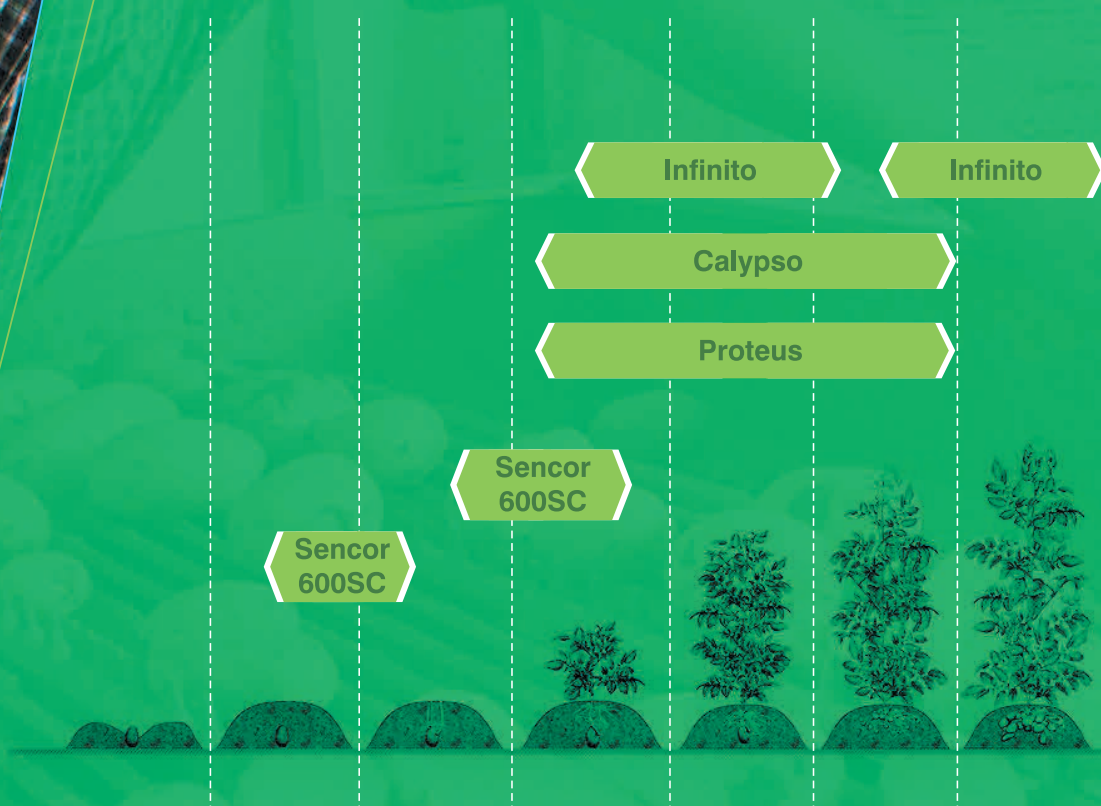 Infinito
Infinito
Calypso
Proteus
Sencor
600SC
Sencor
600SC